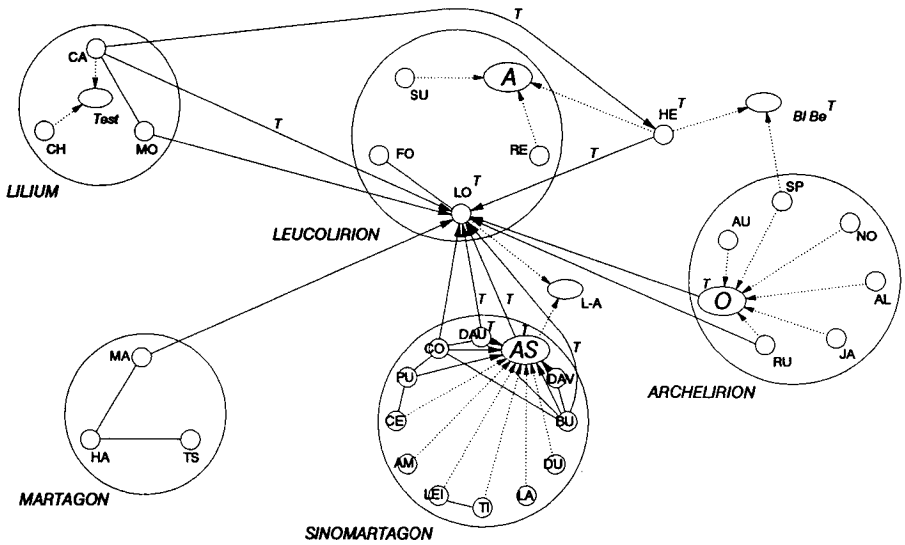 T
CA
Test
CH
MO
LILIUM
SU
A
FO
RE
LO T
LEUCOLIRION
T
HE T
T
BI Be T
SP
AU
NO
T
O
AL
RU
JA
ARCHELIRION
L-A
MA
HA
TS
MARTAGON
T
T
T
CO
DAU T
T
AS
PU
DAV
CE
BU
AM
DU
LEI
TI
LA
SINOMARTAGON